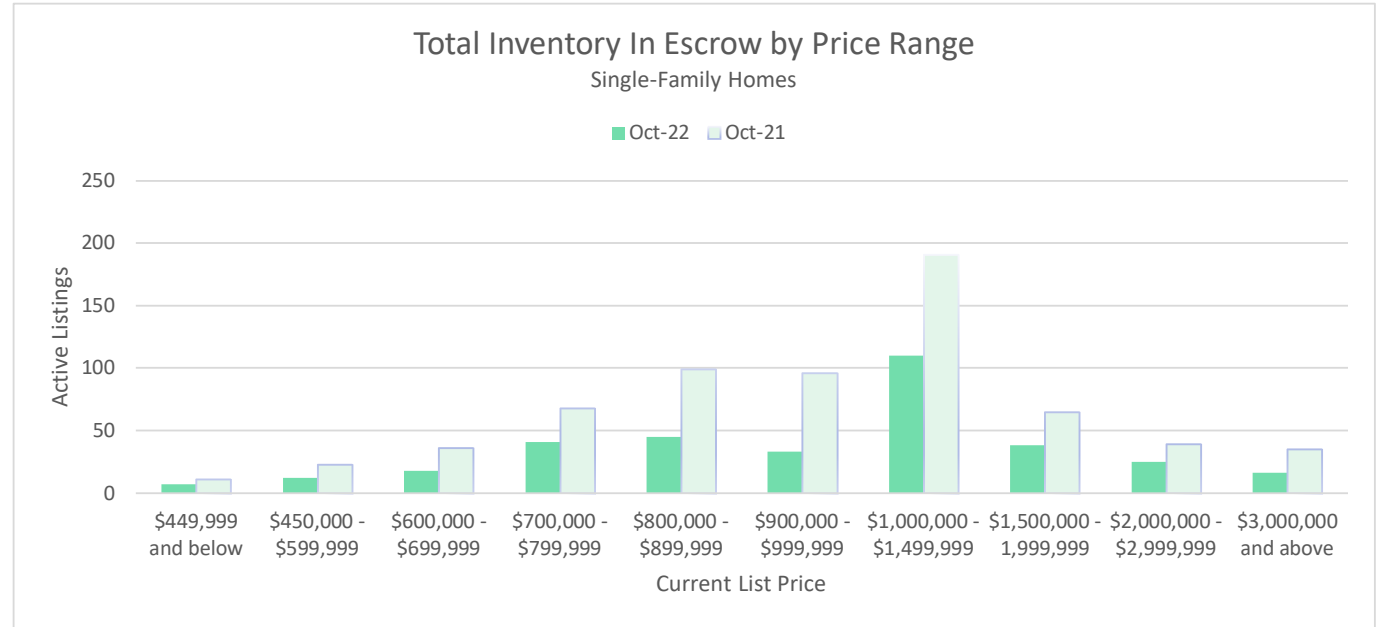 Total Inventory In Escrow by Price Range
Single-Family Homes
Oct-22 Oct-21
250
200
150
100
50
0
Active Listings
$449,999 and below
$450,000 - $599,999
$600,000 - $699,999
$700,000 - $799,999
$800,000 - $899,999
$900,000 - $999,999
$1,000,000 - $1,499,999
$1,500,000 - 1,999,999
$2,000,000 - $2,999,999
$3,000,000 and above
Current List Price